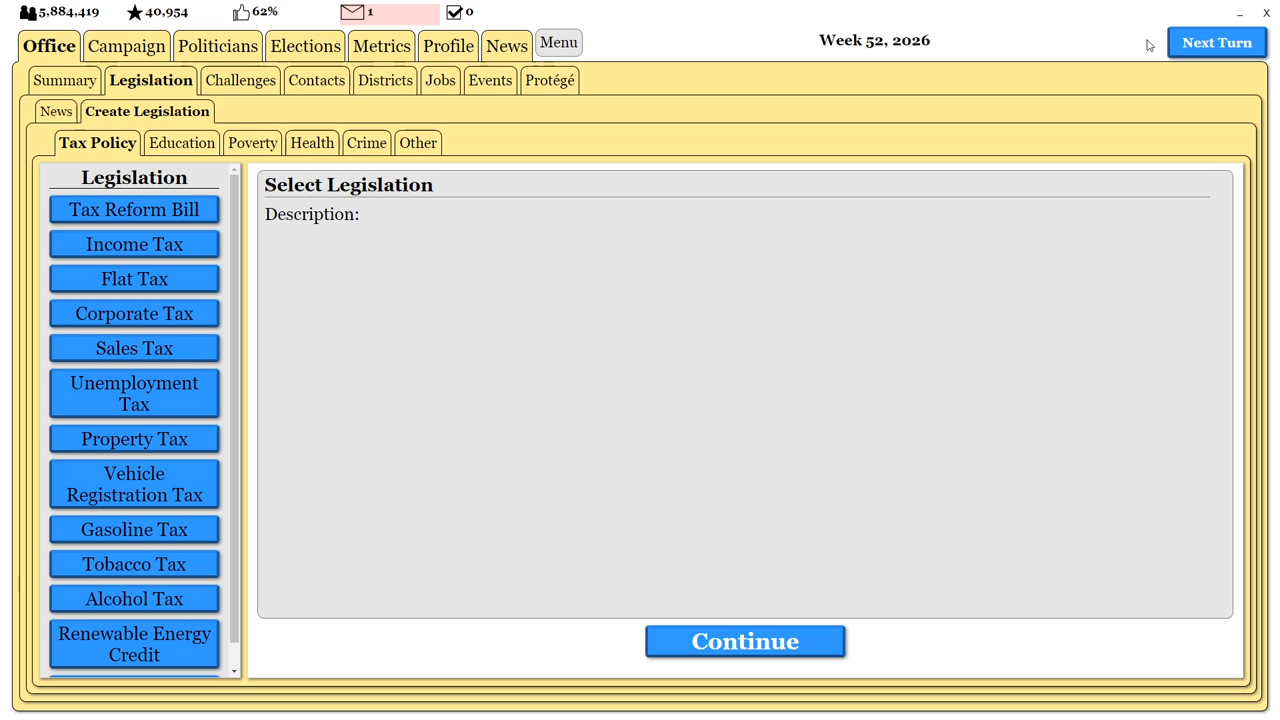 5,884,419 40,954 62% 1 0 _ X
Office Campaign Politicians Elections Metrics Profile News Menu Week 52, 2026 Next Turn
Summary Legislation Challenges Contacts Districts Jobs Events Protégé
News Create Legislation
Tax Policy Education Poverty Health Crime Other
Legislation
Tax Reform Bill
Income Tax
Flat Tax
Corporate Tax
Sales Tax
Unemployment
Tax
Property Tax
Vehicle
Registration Tax
Gasoline Tax
Tobacco Tax
Alcohol Tax
Renewable Energy
Credit
Select Legislation
Description:
Continue